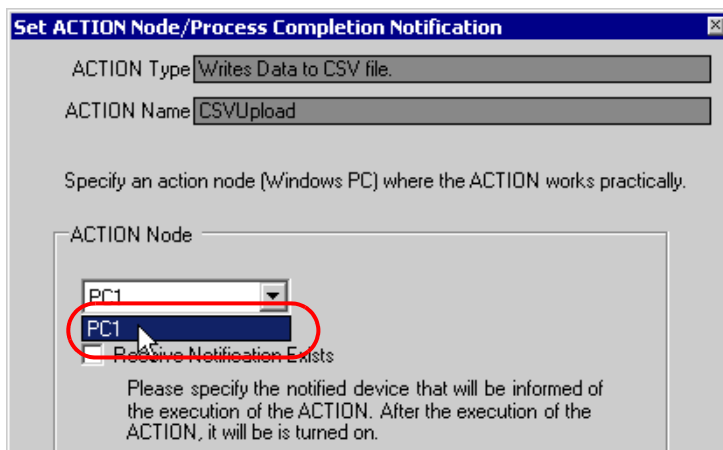 Set ACTION Node/Process Completion Notification
ACTION Type Writes Data to CSV file.
ACTION Name CSVUpload
Specify an action node (Windows PC) where the ACTION works practically.
ACTION Node
PC1
PC1
Receive Notification Exists
Please specify the notified device that will be informed of
the execution of the ACTION. After the execution of the
ACTION, it will be is turned on.